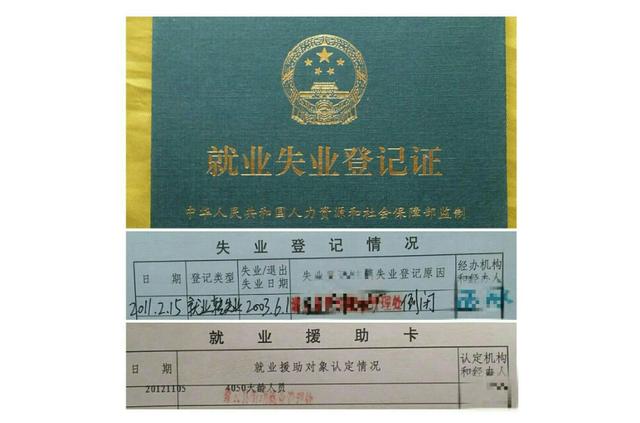 就业失业登记证
中华人民共和国人力资源和社会保障部监制
失业登记情况
日期 登记类型 失业/退出失业日期 失业 失业登记原因 经办机构和经办人
2011.2.15 就业转失业 2003.6.1 倒闭
就业援助卡
就业援助对象认定情况 认定机构和经办人
日期
20121105 4050大龄人员